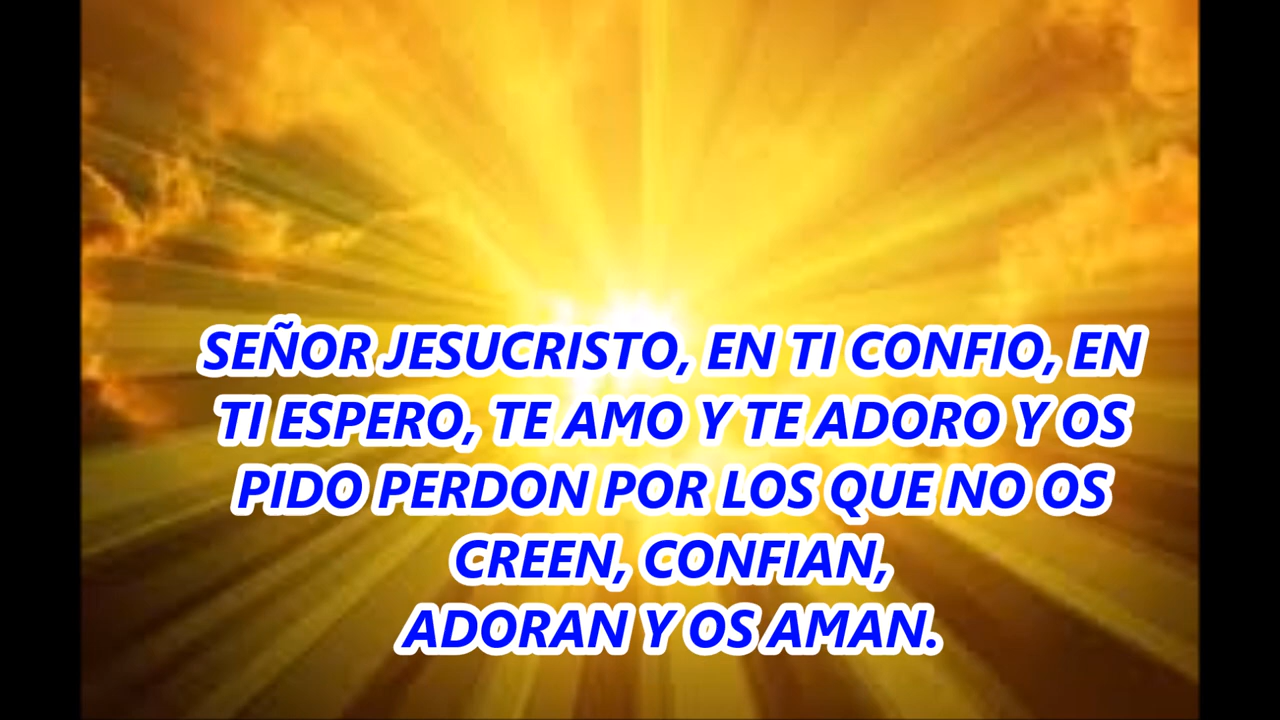 SEÑOR JESUCRISTO, EN TI CONFIO, EN
TI ESPERO, TE AMO Y TE ADORO Y OS
PIDO PERDON POR LOS QUE NO OS
CREEN, CONFIAN,
ADORAN Y OS AMAN.